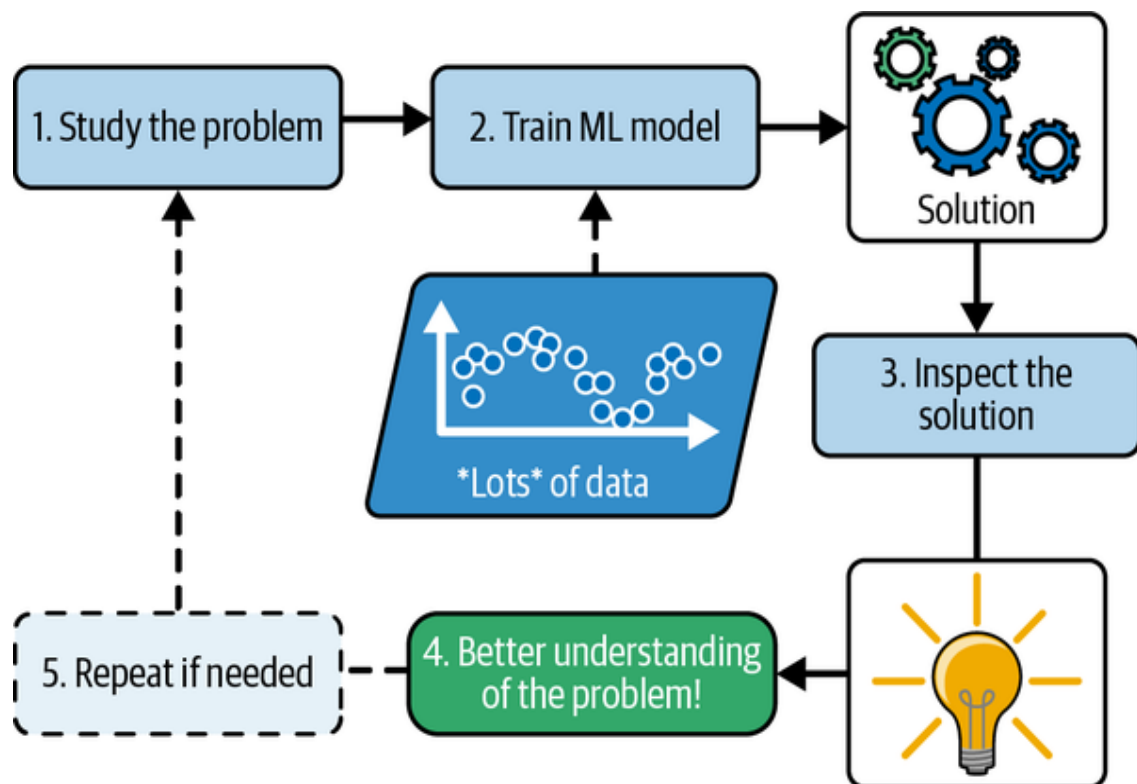 1. Study the problem
2. Train ML model
Solution
*Lots* of data
3. Inspect the
solution
4. Better understanding
of the problem!
5. Repeat if needed